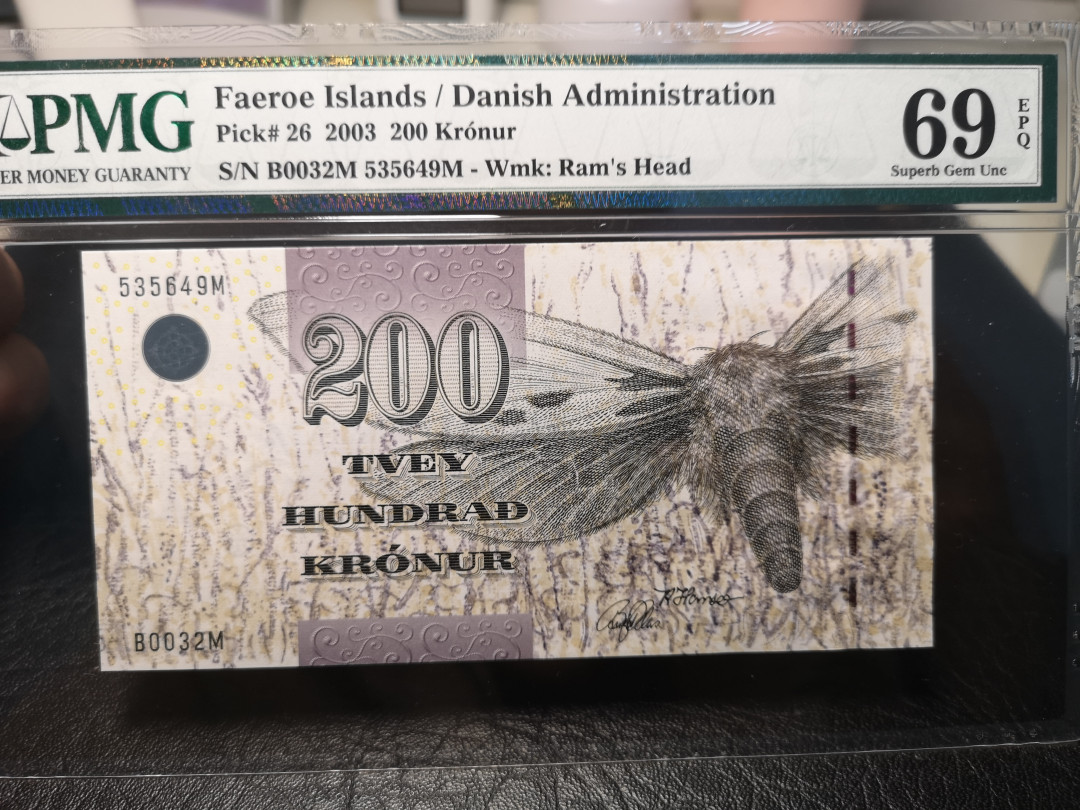 PMG
ER MONEY GUARANTY
Faeroe Islands / Danish Administration
Pick# 26 2003 200 Krónur
S/N B0032M 535649M - Wmk: Ram's Head
69
EPQ
Superb Gem Unc
535649M
200
TVEY
HUNDRAÐ
KRÓNUR
B0032M